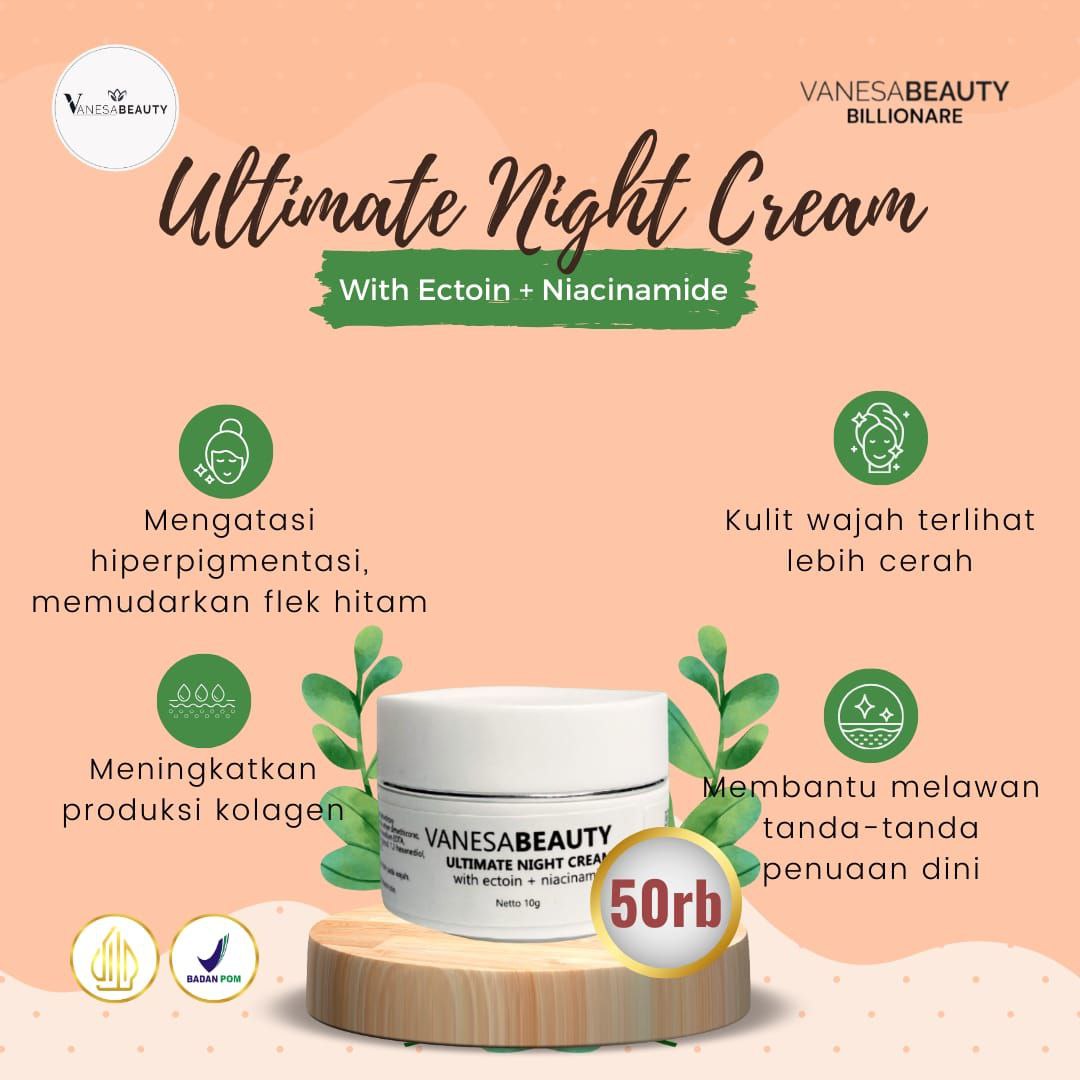 VANESABEAUTY
VANESABEAUTY
BILLIONARE
Ultimate Night Cream
With Ectoin + Niacinamide
Mengatasi
hiperpigmentasi,
memudarkan flek hitam
Kulit wajah terlihat
lebih cerah
Meningkatkan
produksi kolagen
Membantu melawan
tanda-tanda
penuaan dini
VANESABEAUTY
ULTIMATE NIGHT CREAM
with ectoin + niacinam
Netto 10g
50rb
BADAN POM